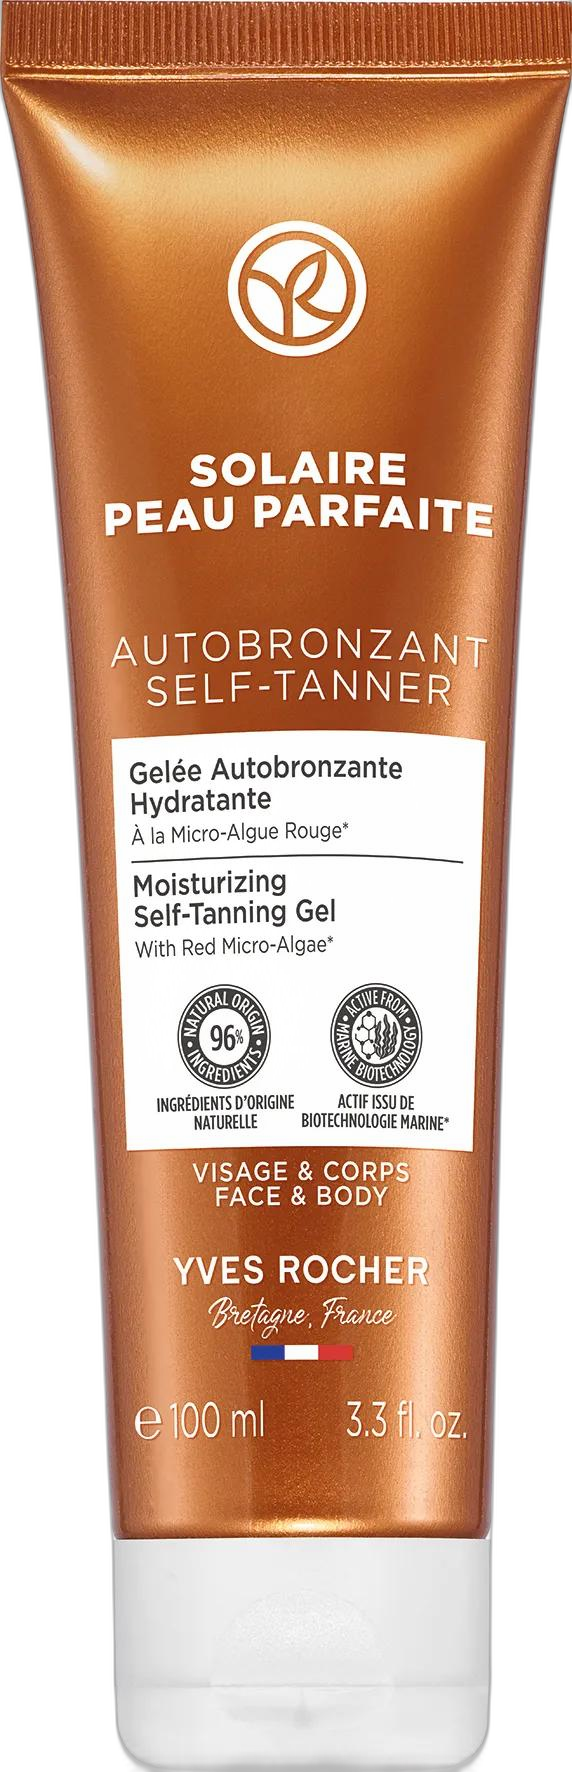 SOLAIRE
PEAU PARFAITE
AUTOBRONZANT
SELF-TANNER
Gelée Autobronzante
Hydratante
À la Micro-Algue Rouge*
Moisturizing
Self-Tanning Gel
With Red Micro-Algae*
NATURAL ORIGIN
96%
INGREDIENTS
INGRÉDIENTS D'ORIGINE
NATURELLE
ACTIVE FROM
MARINE BIOTECHNOLOGY
ACTIF ISSU DE
BIOTECHNOLOGIE MARINE*
VISAGE & CORPS
FACE & BODY
YVES ROCHER
Bretagne, France
e 100 ml 3.3 fl. oz.